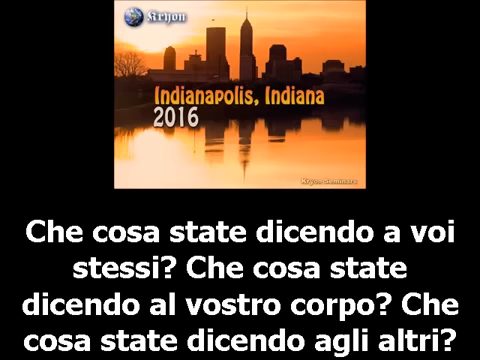 Kryon
Indianapolis, Indiana
2016
Kryon Seminars
Che cosa state dicendo a voi
stessi? Che cosa state
dicendo al vostro corpo? Che
cosa state dicendo agli altri?